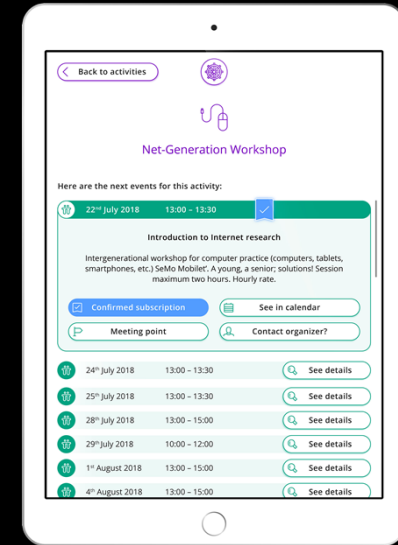 Back to activities
Net-Generation Workshop
Here are the next events for this activity:
22nd July 2018 13:00 – 13:30
Introduction to Internet research
Intergenerational workshop for computer practice (computers, tablets,
smartphones, etc.) SeMo Mobilet'. A young, a senior; solutions! Session
maximum two hours. Hourly rate.
Confirmed subscription See in calendar
Meeting point Contact organizer?
24th July 2018 13:00 – 13:30 See details
25th July 2018 13:00 – 13:30 See details
28th July 2018 13:00 – 15:00 See details
29th July 2018 10:00 – 12:00 See details
1st August 2018 13:00 – 15:00 See details
4th August 2018 13:00 – 15:00 See details